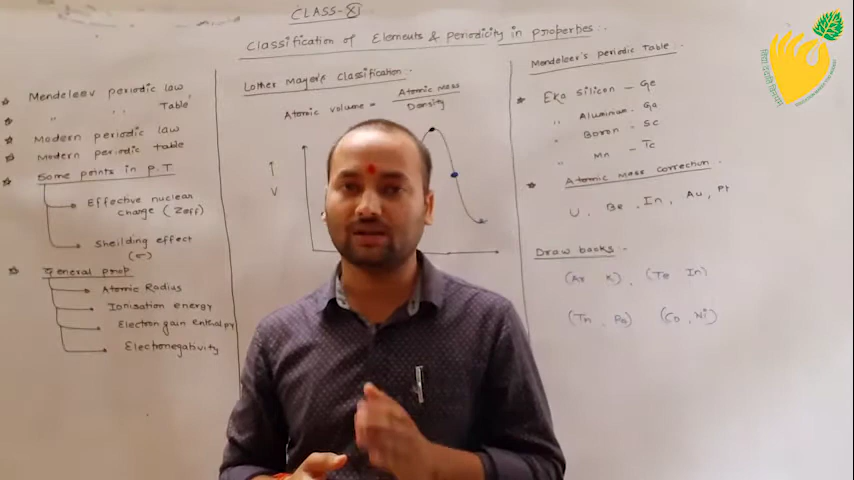 CLASS-XI
Classification of Elements & periodicity in properties:-
Mendeleev periodic law
" " Table
Modern periodic law
Modern periodic table
Some points in P.T
Effective nuclear
charge (Zeff)
Sheilding effect
(σ)
General prop
Atomic Radius
Ionisation energy
Electron gain enthalpy
Electronegativity
Lother Mayer's Classification:-
Atomic volume = Atomic Mass
Density
V
Mendeleev's periodic Table:-
Eka Silicon - Ge
" Aluminium - Ga
" Boron - Sc
" Mn - Tc
Atomic Mass correction
U, Be, In, Au, Pt
Draw backs:-
(Ar K), (Te In)
(Co, Ni)